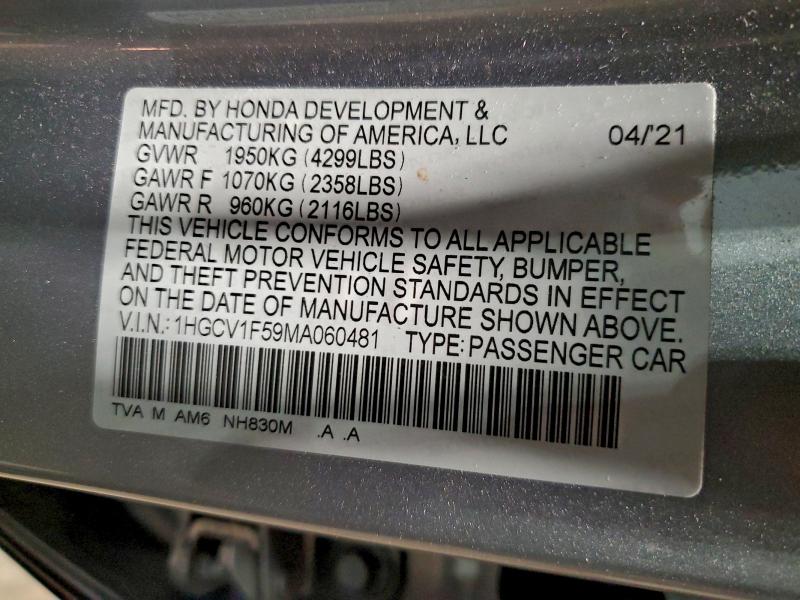 MFD. BY HONDA DEVELOPMENT &
MANUFACTURING OF AMERICA, LLC 04/'21
GVWR 1950KG (4299LBS)
GAWR F 1070KG (2358LBS)
GAWR R 960KG (2116LBS)
THIS VEHICLE CONFORMS TO ALL APPLICABLE
FEDERAL MOTOR VEHICLE SAFETY, BUMPER,
AND THEFT PREVENTION STANDARDS IN EFFECT
ON THE DATE OF MANUFACTURE SHOWN ABOVE.
V.I.N.: 1HGCV1F59MA060481 TYPE: PASSENGER CAR
TVA M AM6 NH830M .A .A